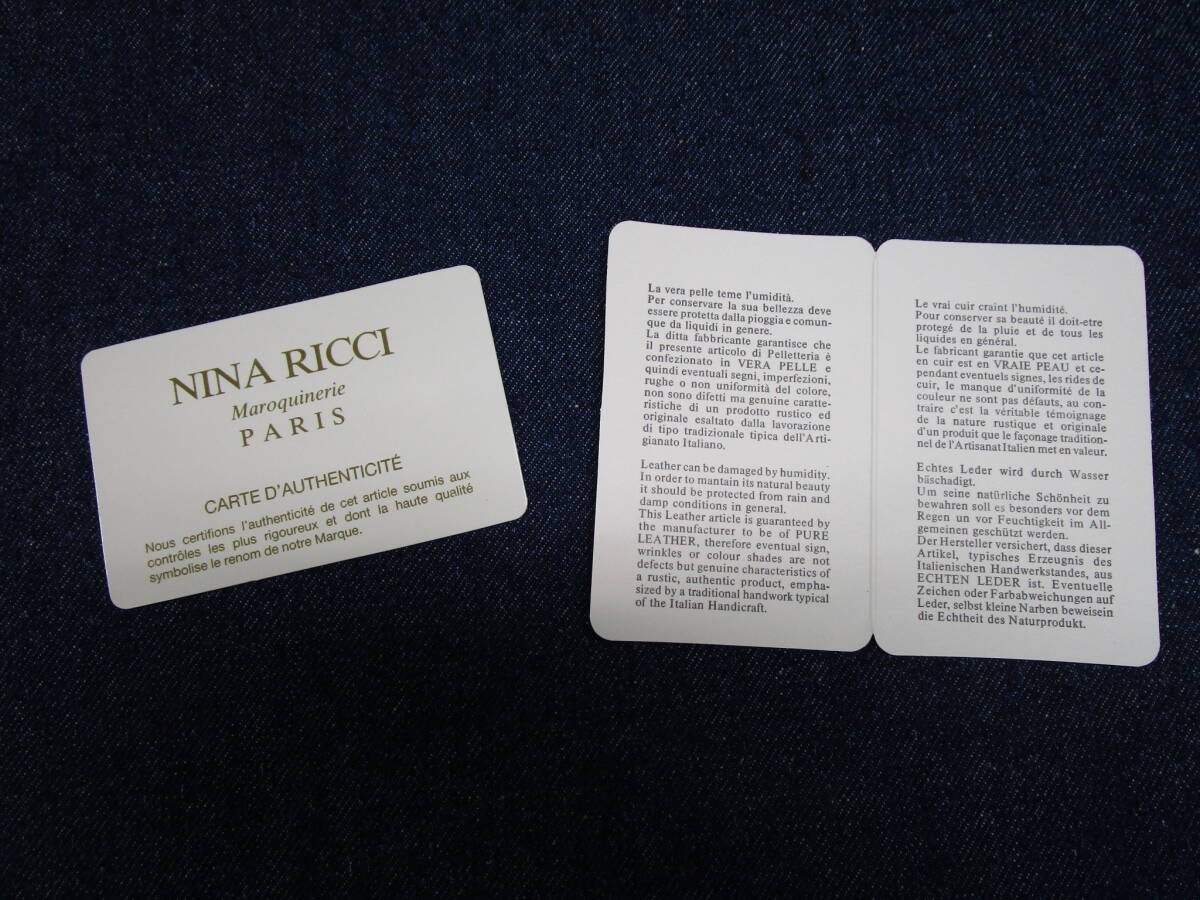 NINA RICCI
Maroquinerie
PARIS
CARTE D'AUTHENTICITÉ
Nous certifions l'authenticité de cet article soumis aux
contrôles les plus rigoureux et dont la haute qualité
symbolise le renom de notre Marque.
La vera pelle teme l'umidità.
Per conservare la sua bellezza deve
essere protetta dalla pioggia e comun-
que da liquidi in genere.
La ditta fabbricante garantisce che
il presente articolo di Pelletteria è
confezionato in VERA PELLE e
quindi eventuali segni, imperfezioni,
rughe o non uniformità del colore,
non sono difetti ma genuine caratte-
ristiche di un prodotto rustico ed
originale esaltato dalla lavorazione
di tipo tradizionale tipica dell'Arti-
gianato Italiano.
Leather can be damaged by humidity.
In order to mantain its natural beauty
it should be protected from rain and
damp conditions in general.
This Leather article is guaranteed by
the manufacturer to be of PURE
LEATHER, therefore eventual sign,
wrinkles or colour shades are not
defects but genuine characteristics of
a rustic, authentic product, empha-
sized by a traditional handwork typical
of the Italian Handicraft.
Le vrai cuir craint l'humidité.
Pour conserver sa beauté il doit-etre
protegé de la pluie et de tous les
liquides en général.
Le fabricant garantie que cet article
en cuir est en VRAIE PEAU et ce-
pendant eventuels signes, les rides de
cuir, le manque d'uniformité de la
couleur ne sont pas défauts, au con-
traire c'est la véritable témoignage
de la nature rustique et originale
d'un produit que le façonage tradition-
nel de l'Artisanat Italien met en valeur.
Echtes Leder wird durch Wasser
bäschadigt.
Um seine natürliche Schönheit zu
bewahren soll es besonders vor dem
Regen un vor Feuchtigkeit im All-
gemeinen geschützt werden.
Der Hersteller versichert, dass dieser
Artikel, typisches Erzeugnis des
Italienischen Handwerkstandes, aus
ECHTEN LEDER ist. Eventuelle
Zeichen oder Farbabweichungen auf
Leder, selbst kleine Narben beweisein
die Echtheit des Naturprodukt.